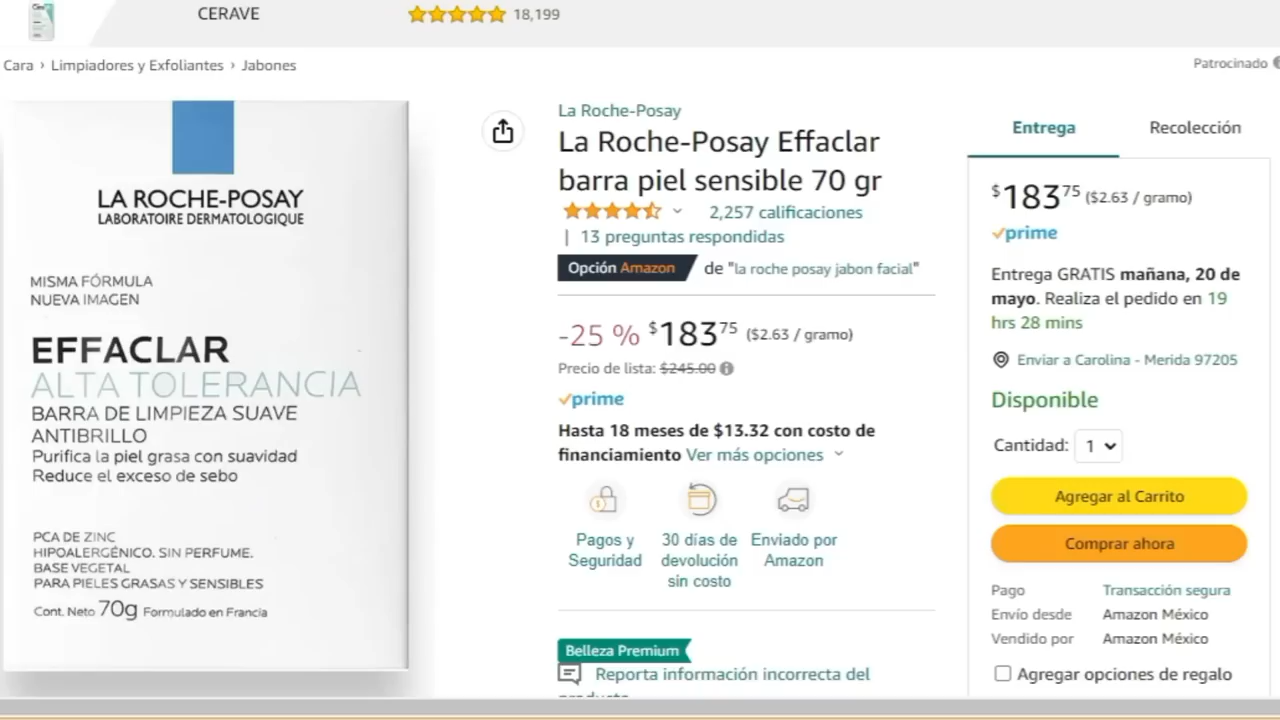 CERAVE
18,199
Cara › Limpiadores y Exfoliantes › Jabones
Patrocinado
LA ROCHE-POSAY
LABORATOIRE DERMATOLOGIQUE
MISMA FÓRMULA
NUEVA IMAGEN
EFFACLAR
ALTA TOLERANCIA
BARRA DE LIMPIEZA SUAVE
ANTIBRILLO
Purifica la piel grasa con suavidad
Reduce el exceso de sebo
PCA DE ZINC
HIPOALERGÉNICO. SIN PERFUME.
BASE VEGETAL
PARA PIELES GRASAS Y SENSIBLES
Cont. Neto 70g Formulado en Francia
La Roche-Posay
La Roche-Posay Effaclar
barra piel sensible 70 gr
2,257 calificaciones
| 13 preguntas respondidas
Opción Amazon de "la roche posay jabon facial"
-25 % $183.75 ($2.63 / gramo)
Precio de lista: $245.00
prime
Hasta 18 meses de $13.32 con costo de
financiamiento Ver más opciones
Pagos y
Seguridad
30 días de
devolución
sin costo
Enviado por
Amazon
Belleza Premium
Reporta información incorrecta del
Entrega
Recolección
$183.75 ($2.63 / gramo)
prime
Entrega GRATIS mañana, 20 de
mayo. Realiza el pedido en 19
hrs 28 mins
Enviar a Carolina - Merida 97205
Disponible
Cantidad: 1
Agregar al Carrito
Comprar ahora
Pago Transacción segura
Envío desde Amazon México
Vendido por Amazon México
Agregar opciones de regalo